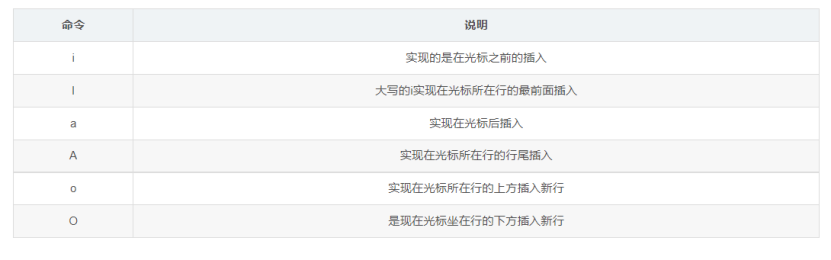 命令 说明
i 实现的是在光标之前的插入
I 大写的i实现在光标所在行的最前面插入
a 实现在光标后插入
A 实现在光标所在行的行尾插入
o 实现在光标所在行的上方插入新行
O 是现在光标坐在行的下方插入新行